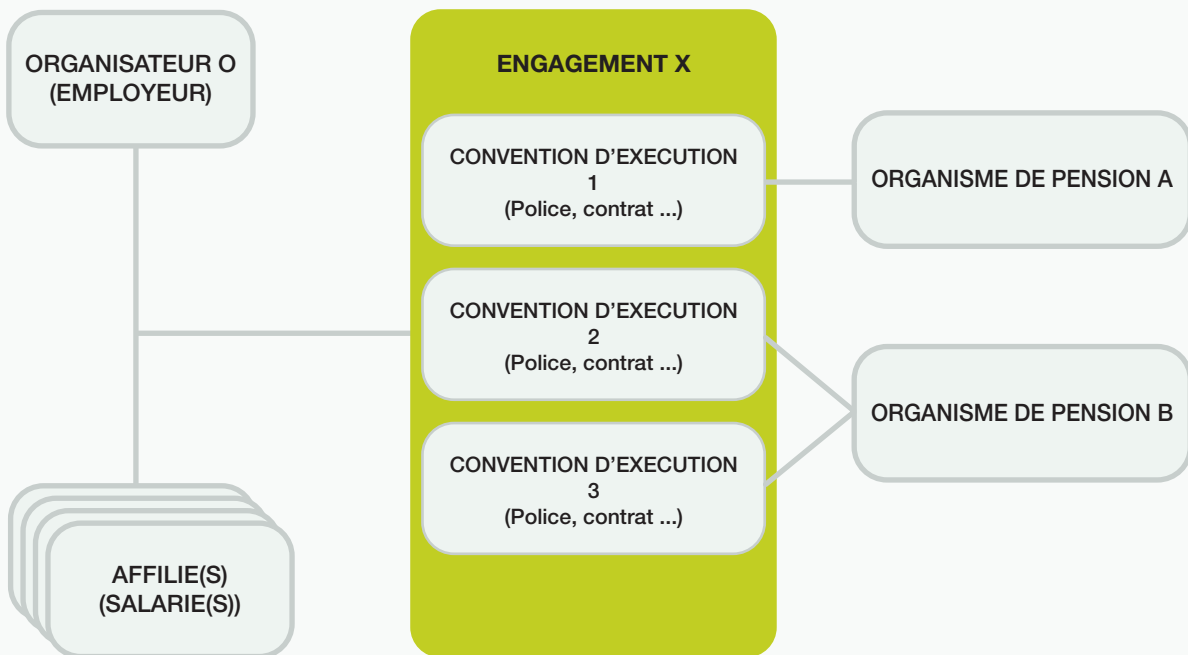 ORGANISATEUR O
(EMPLOYEUR)
ENGAGEMENT X
CONVENTION D'EXECUTION
1
(Police, contrat ...)
ORGANISME DE PENSION A
CONVENTION D'EXECUTION
2
(Police, contrat ...)
ORGANISME DE PENSION B
CONVENTION D'EXECUTION
3
(Police, contrat ...)
AFFILIE(S)
(SALARIE(S))